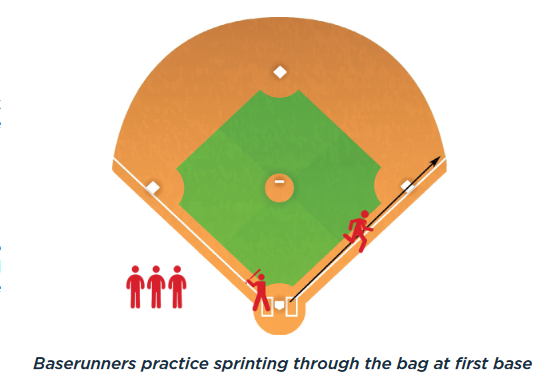 Baserunners practice sprinting through the bag at first base